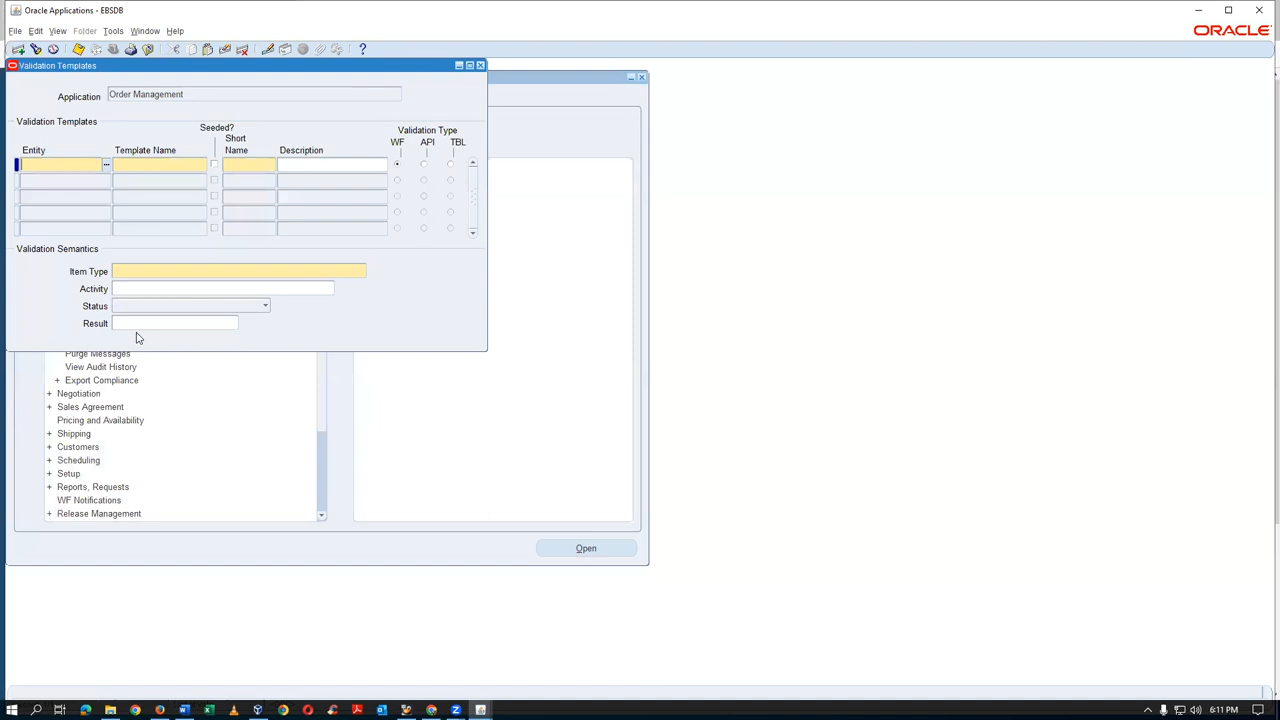 Oracle Applications - EBSDB
File Edit View Folder Tools Window Help
ORACLE
Validation Templates
Application Order Management
Validation Templates
Seeded?
Validation Type
Short
WF API TBL
Entity Template Name Name Description
Validation Semantics
Item Type
Activity
Status
Result
Purge Messages
View Audit History
+ Export Compliance
+ Negotiation
+ Sales Agreement
Pricing and Availability
+ Shipping
+ Customers
+ Scheduling
+ Setup
+ Reports, Requests
WF Notifications
+ Release Management
Open
6:11 PM